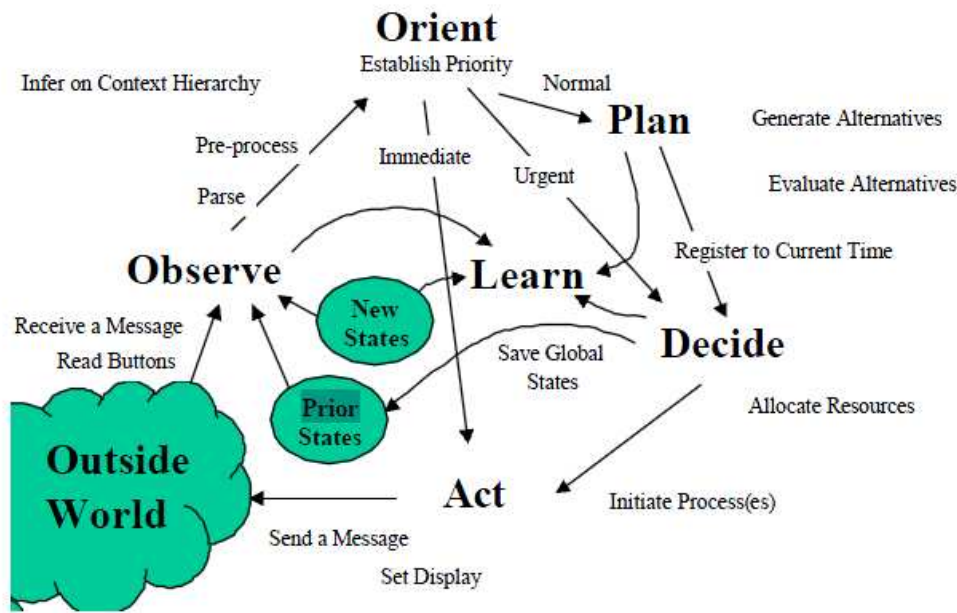 Orient
Establish Priority
Infer on Context Hierarchy
Normal
Plan
Generate Alternatives
Pre-process
Immediate
Urgent
Evaluate Alternatives
Parse
Observe
Learn
Register to Current Time
New
States
Receive a Message
Read Buttons
Save Global
States
Decide
Prior
States
Allocate Resources
Outside
World
Act
Initiate Process(es)
Send a Message
Set Display